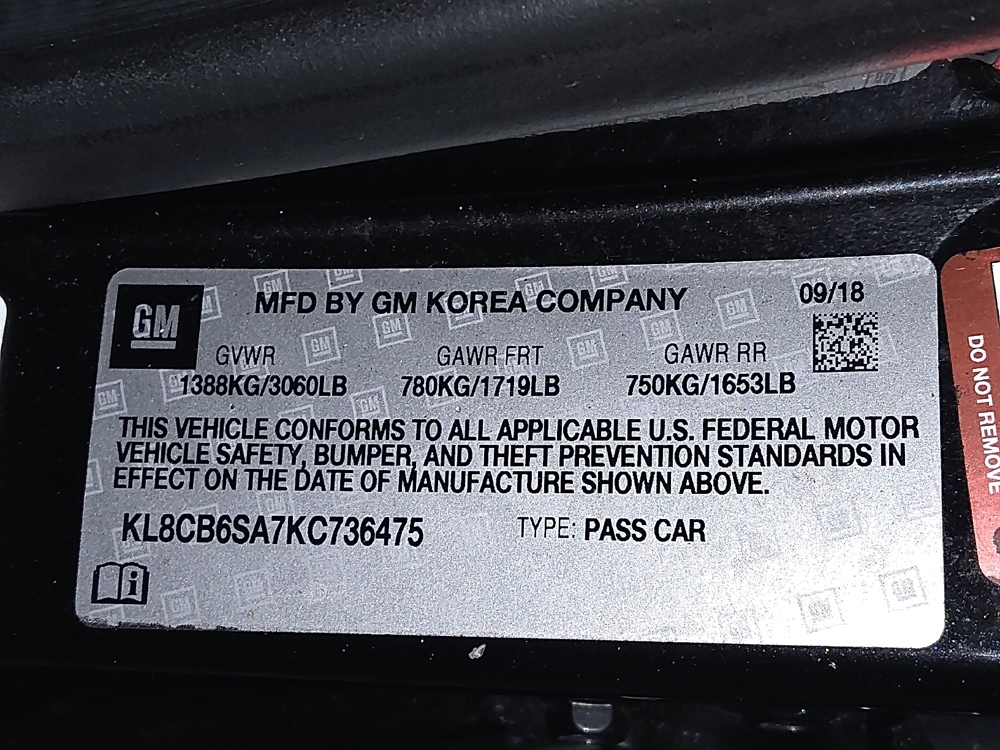 GM
MFD BY GM KOREA COMPANY
09/18
GVWR GAWR FRT GAWR RR
1388KG/3060LB 780KG/1719LB 750KG/1653LB
THIS VEHICLE CONFORMS TO ALL APPLICABLE U.S. FEDERAL MOTOR
VEHICLE SAFETY, BUMPER, AND THEFT PREVENTION STANDARDS IN
EFFECT ON THE DATE OF MANUFACTURE SHOWN ABOVE.
KL8CB6SA7KC736475 TYPE: PASS CAR
DO NOT REMOVE